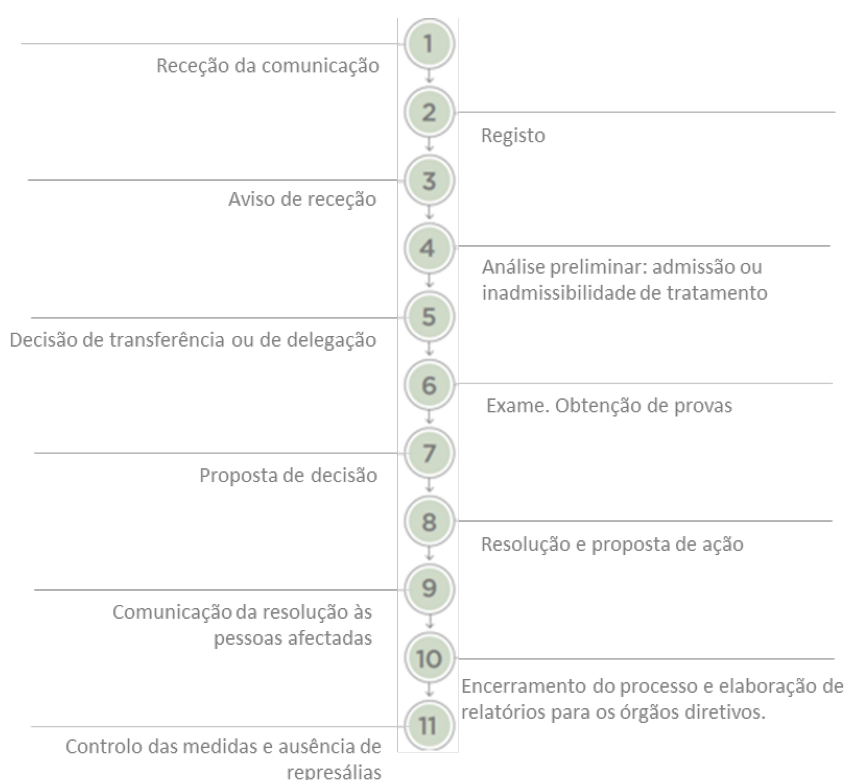 1
Receção da comunicação
2
Registo
3
Aviso de receção
4
Análise preliminar: admissão ou
inadmissibilidade de tratamento
5
Decisão de transferência ou de delegação
6
Exame. Obtenção de provas
7
Proposta de decisão
8
Resolução e proposta de ação
9
Comunicação da resolução às
pessoas afectadas
10
Encerramento do processo e elaboração de
relatórios para os órgãos diretivos.
11
Controlo das medidas e ausência de
represálias